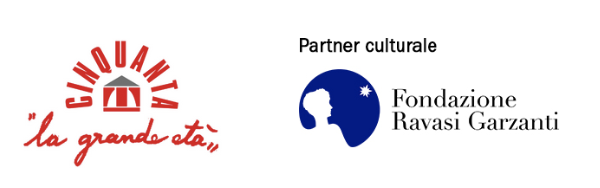 CINQUANTA
"la grande età"
Partner culturale
Fondazione
Ravasi Garzanti